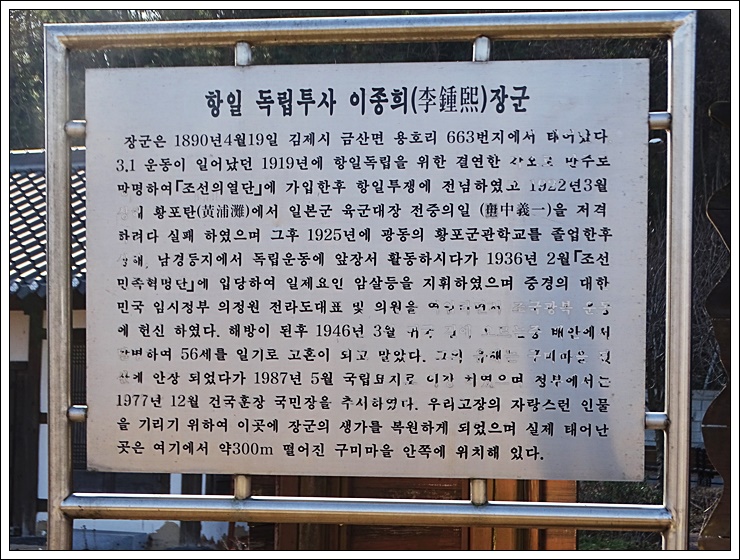 항일 독립투사 이종희(李鍾熙)장군
장군은 1890년4월19일 김제시 금산면 용호리 663번지에서 태어났다
3.1 운동이 일어났던 1919년에 항일독립을 위한 결연한
망명하여「조선의열단」에 가입한후 항일투쟁에 전념하였고 1922년3월
황포탄(黃浦灘)에서 일본군 육군대장 전중의일 (中義一)을 저격
하려다 실패 하였으며 그후 1925년에 광동의 황포군관학교를 졸업한후
남경등지에서 독립운동에 앞장서 활동하시다가 1936년 2월「조선
민족혁명단」에 입당하여 일제요인 암살등을 지휘하였으며 중경의 대한
민국 임시정부 의정원 전라도대표 및 의원을 조국광복 운동
에 헌신 하였다. 해방이 된후 1946년 3월 배안에서
56세를 일기로 고혼이 되고 말았다. 구미마을
안장 되었다가 1987년 5월 국립묘지로 이장 하였으며 정부에서는
1977년 12월 건국훈장 국민장을 추서하였다. 우리고장의 자랑스런 인물
을 기리기 위하여 이곳에 장군의 생가를 복원하게 되었으며 실제 태어난
곳은 여기에서 약300m 떨어진 구미마을 안쪽에 위치해 있다.